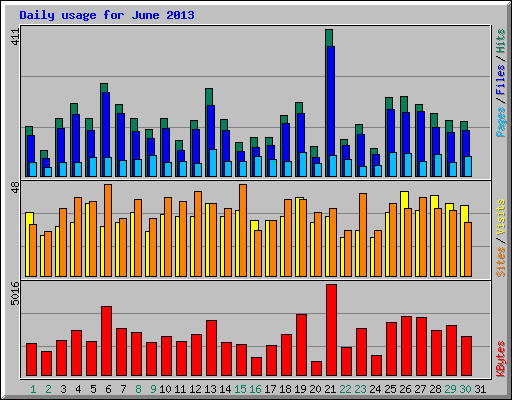 Daily usage for June 2013
411
Pages / Files / Hits
48
Sites / Visits
5016
KBytes
1 2 3 4 5 6 7 8 9 10 11 12 13 14 15 16 17 18 19 20 21 22 23 24 25 26 27 28 29 30 31